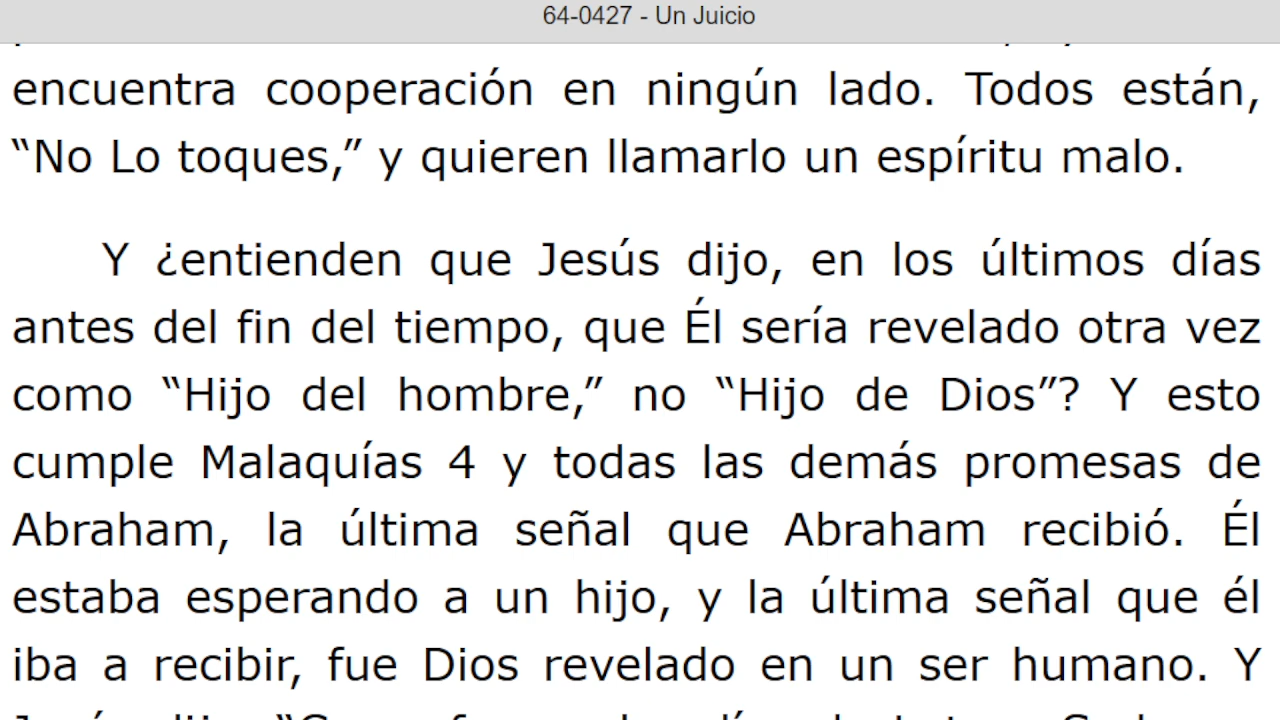 64-0427 - Un Juicio
encuentra cooperación en ningún lado. Todos están,
“No Lo toques,” y quieren llamarlo un espíritu malo.
Y ¿entienden que Jesús dijo, en los últimos días
antes del fin del tiempo, que Él sería revelado otra vez
como “Hijo del hombre,” no “Hijo de Dios”? Y esto
cumple Malaquías 4 y todas las demás promesas de
Abraham, la última señal que Abraham recibió. Él
estaba esperando a un hijo, y la última señal que él
iba a recibir, fue Dios revelado en un ser humano. Y